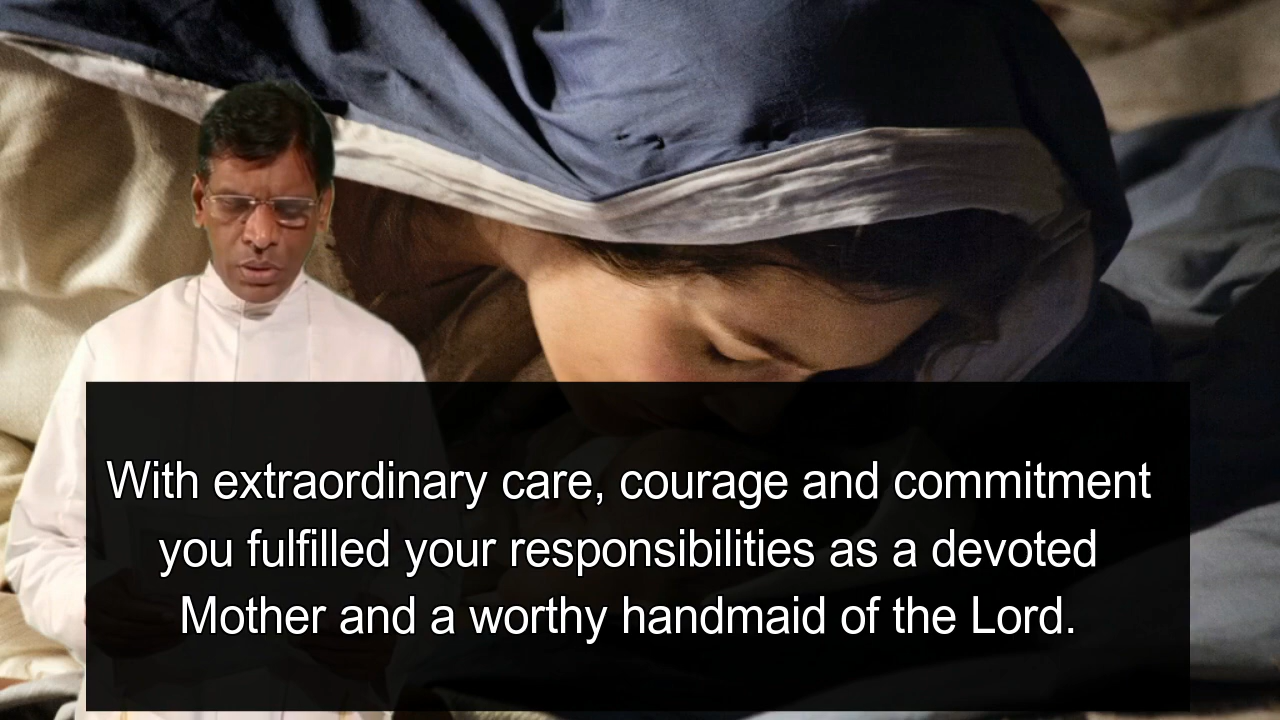 With extraordinary care, courage and commitment
you fulfilled your responsibilities as a devoted
Mother and a worthy handmaid of the Lord.